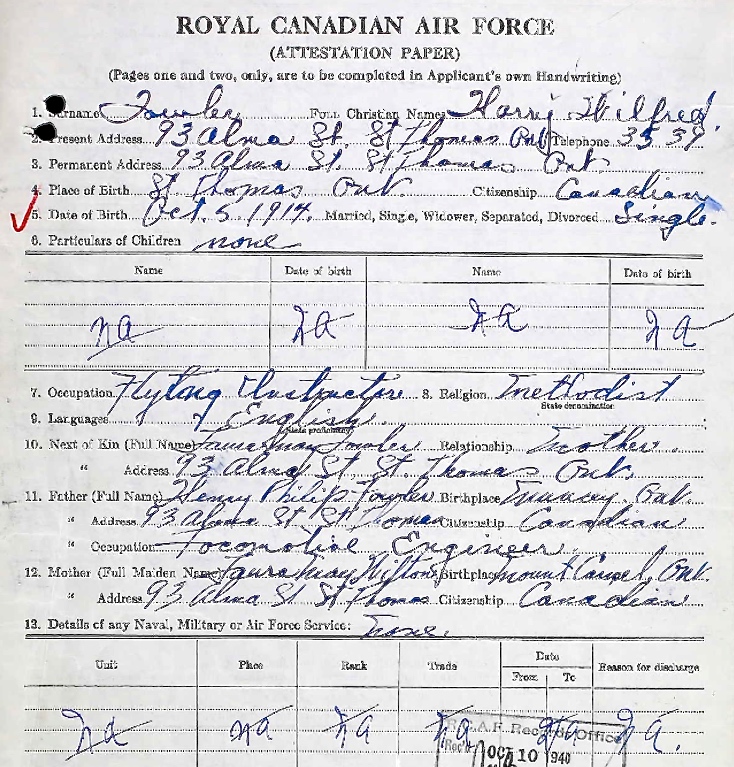 ROYAL CANADIAN AIR FORCE
(ATTESTATION PAPER)
(Pages one and two, only, are to be completed in Applicant's own Handwriting)
1. Surname Fowler Full Christian Names Harry Wilfred.
2. Present Address 93 Alma St. St Thomas Ont Telephone 3539
3. Permanent Address 93 Alma St. St Thomas Ont.
4. Place of Birth St Thomas Ont. Citizenship Canadian
5. Date of Birth Oct. 5. 1914. Married, Single, Widower, Separated, Divorced Single.
6. Particulars of Children none
Name Date of birth Name Date of birth
na na na na
7. Occupation Flying Instructor 8. Religion Methodist
State denomination
9. Languages English.
(State proficiency)
10. Next of Kin (Full Name) Laura May Fowler Relationship Mother.
" Address 93 Alma St St. Thomas Ont.
11. Father (Full Name) Henry Philip Fowler Birthplace Ont.
" Address 93 Alma St St Thomas Citizenship Canadian
" Occupation Engineer.
12. Mother (Full Maiden Name) Laura May Birthplace Mount Ont.
" Address 93 Alma St St Thomas Citizenship Canadian
13. Details of any Naval, Military or Air Force Service: None.
Unit Place Rank Trade Date Reason for discharge
From To
na na na na na na.
R.C.A.F. Records Office
Rec'd OCT 10 1940